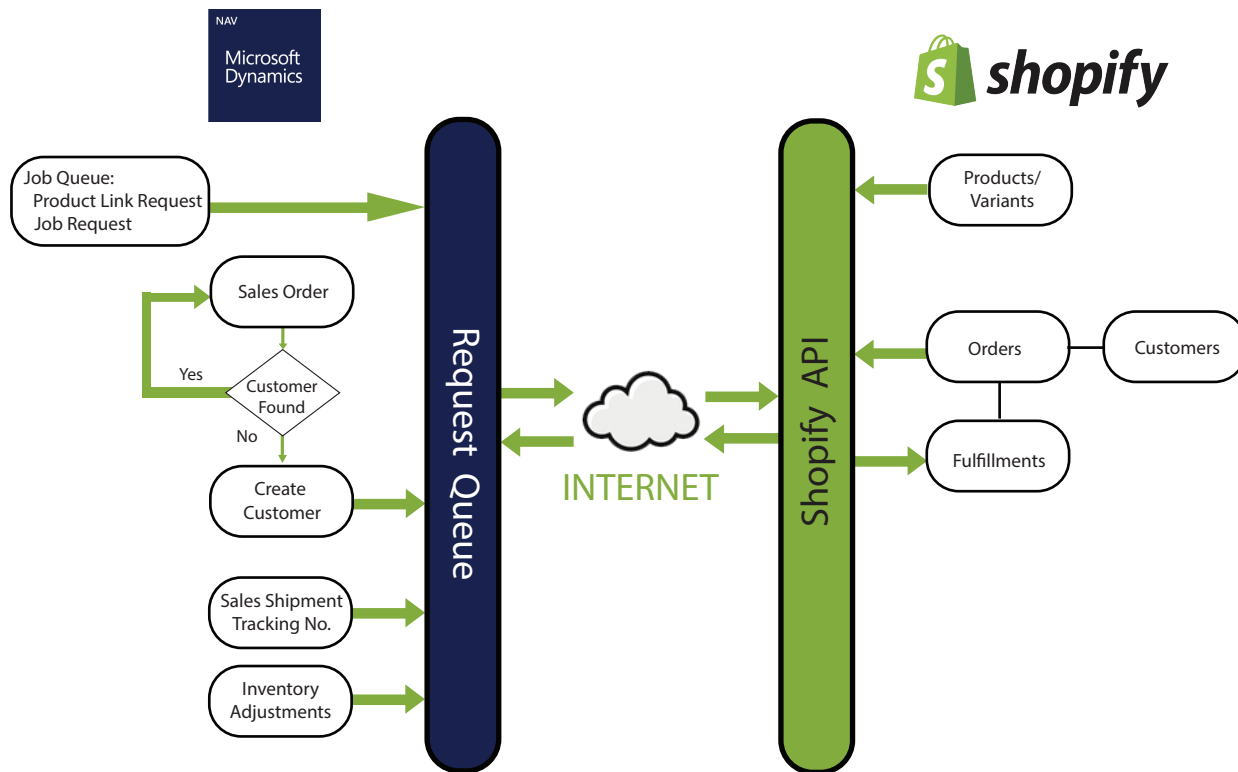 NAV
Microsoft
Dynamics
shopify
Job Queue:
Product Link Request
Job Request
Sales Order
Yes
Customer
Found
No
Create
Customer
Sales Shipment
Tracking No.
Inventory
Adjustments
Request Queue
INTERNET
Shopify API
Products/
Variants
Orders
Customers
Fulfillments